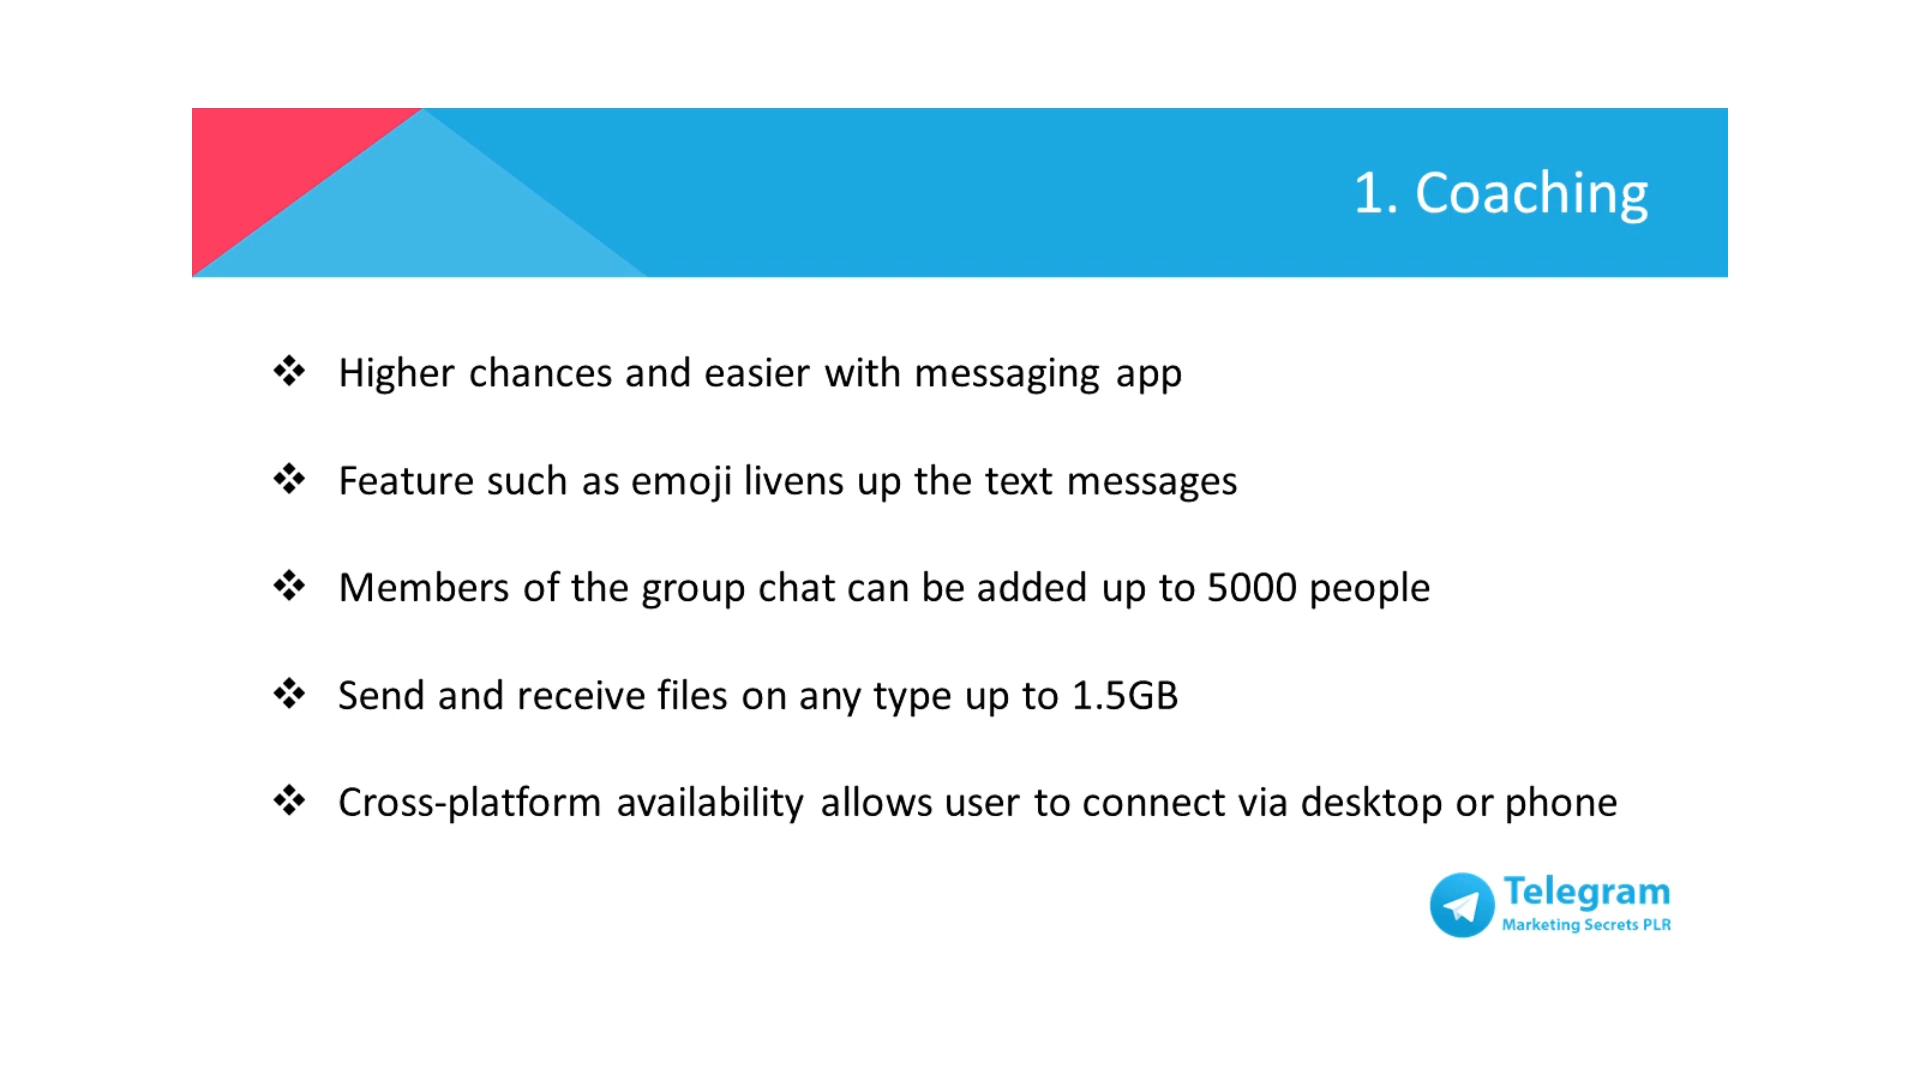 1. Coaching
❖ Higher chances and easier with messaging app
❖ Feature such as emoji livens up the text messages
❖ Members of the group chat can be added up to 5000 people
❖ Send and receive files on any type up to 1.5GB
❖ Cross-platform availability allows user to connect via desktop or phone
Telegram
Marketing Secrets PLR